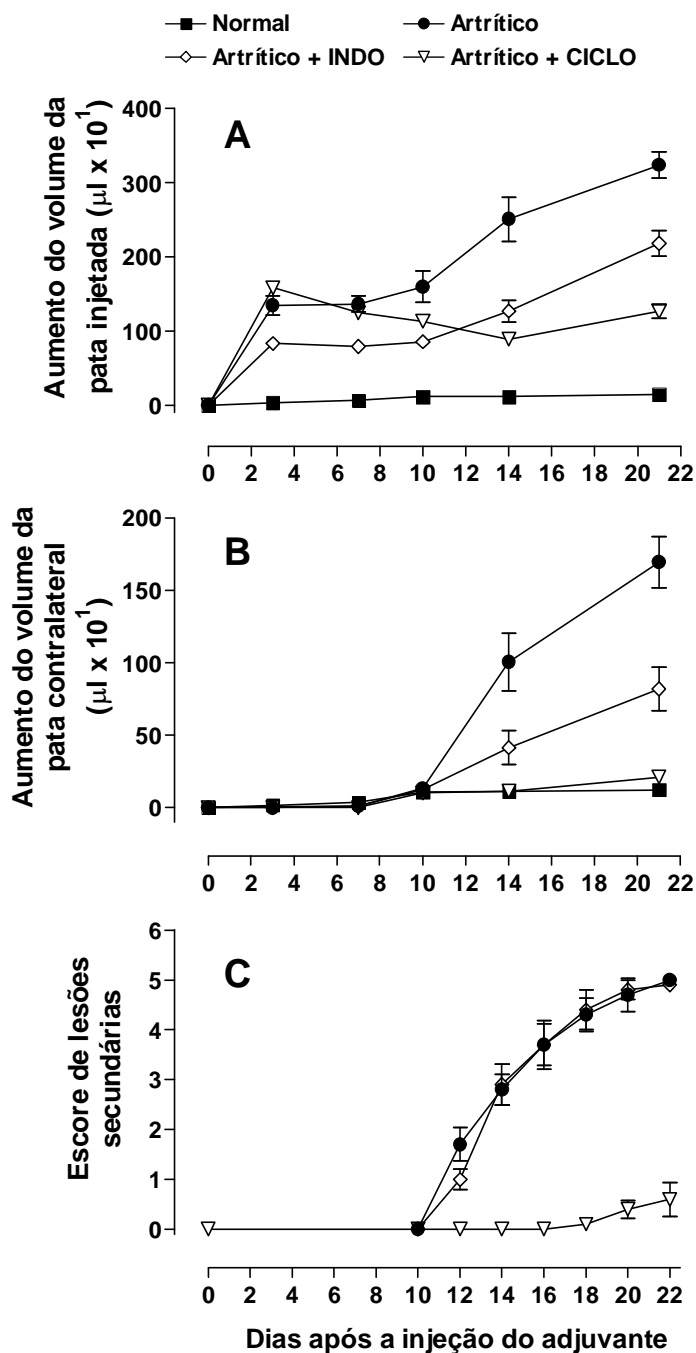 Normal
Artrítico
Artrítico + INDO
Artrítico + CICLO
A
Aumento do volume da
pata injetada (μl x 10¹)
400
300
200
100
0
0 2 4 6 8 10 12 14 16 18 20 22
B
Aumento do volume da
pata contralateral
(μl x 10¹)
200
150
100
50
0
0 2 4 6 8 10 12 14 16 18 20 22
C
Escore de lesões
secundárias
6
5
4
3
2
1
0
0 2 4 6 8 10 12 14 16 18 20 22
Dias após a injeção do adjuvante